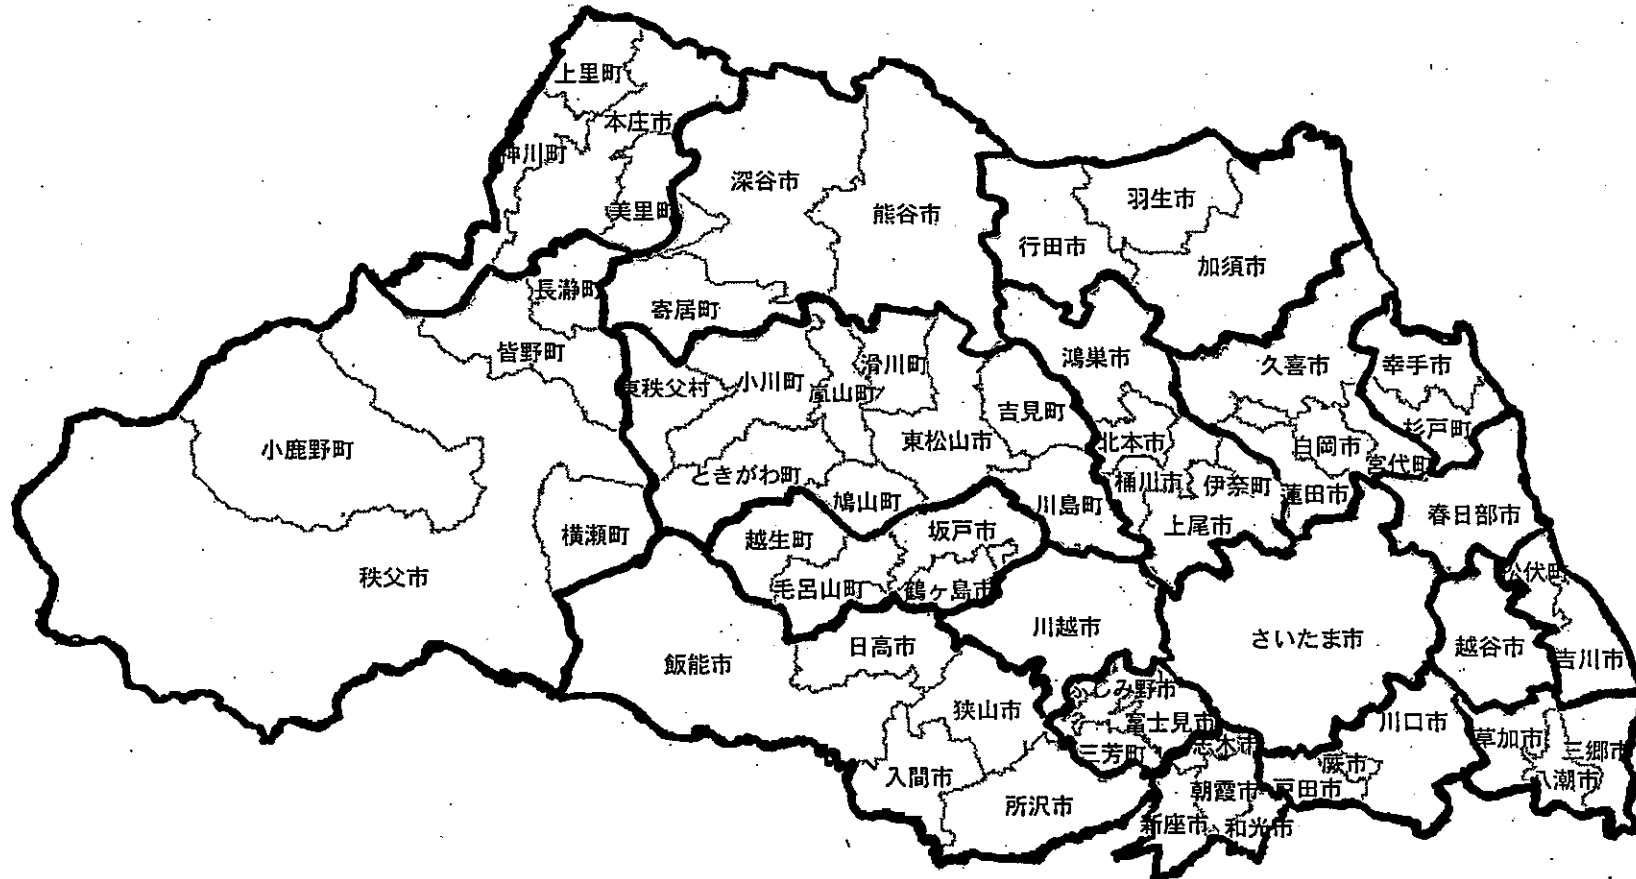 上里町
本庄市
神川町
美里町
深谷市
熊谷市
行田市
羽生市
加須市
長瀞町
寄居町
皆野町
東秩父村
小川町
嵐山町
滑川町
吉見町
東松山市
鴻巣市
久喜市
幸手市
杉戸町
北本市
白岡市
宮代町
小鹿野町
ときがわ町
鳩山町
川島町
桶川市
伊奈町
蓮田市
上尾市
春日部市
横瀬町
秩父市
越生町
坂戸市
毛呂山町
鶴ヶ島市
松伏町
川越市
さいたま市
越谷市
吉川市
飯能市
日高市
狭山市
ふじみ野市
富士見市
三芳町
志木市
川口市
草加市
三郷市
八潮市
蕨市
戸田市
入間市
所沢市
朝霞市
新座市
和光市